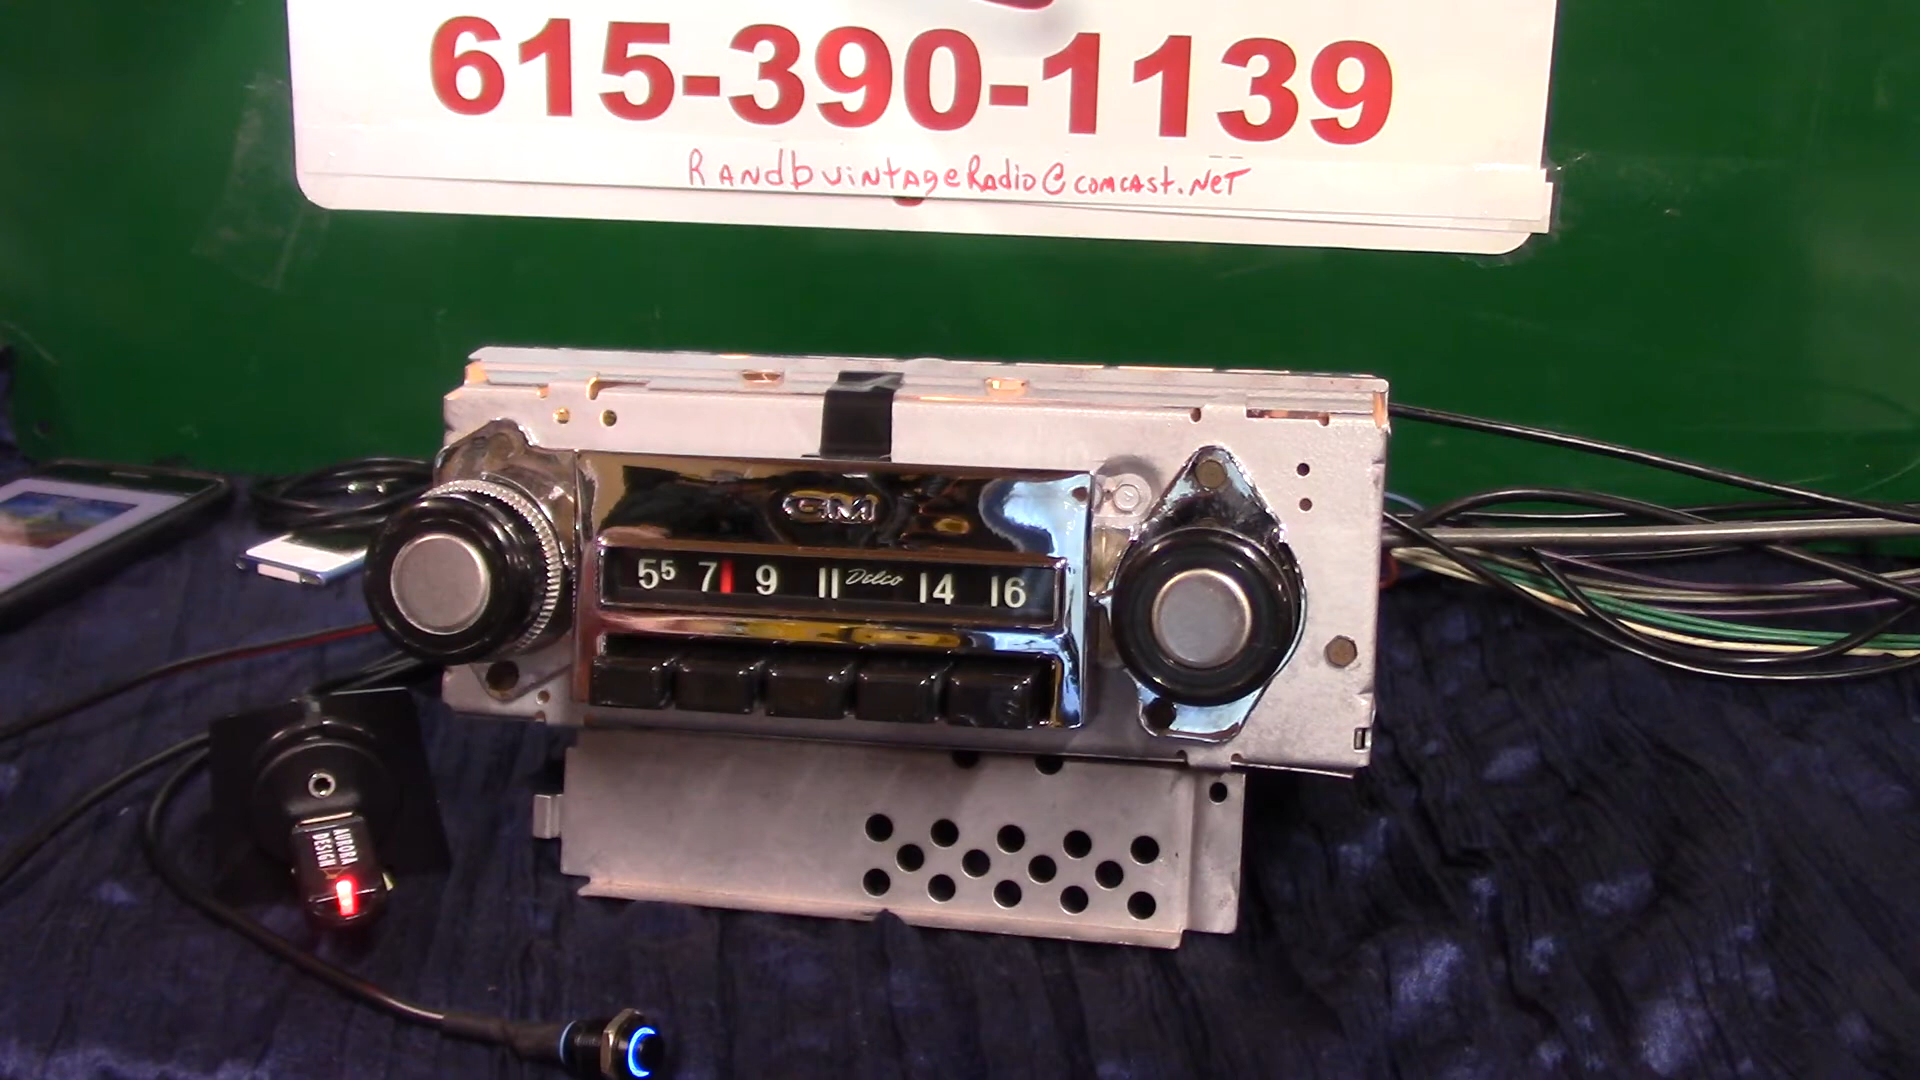 615-390-1139
RandbvintageRadio@comcast.NeT
GM
55 7 9 11 Delco 14 16
AURORA
DESIGN